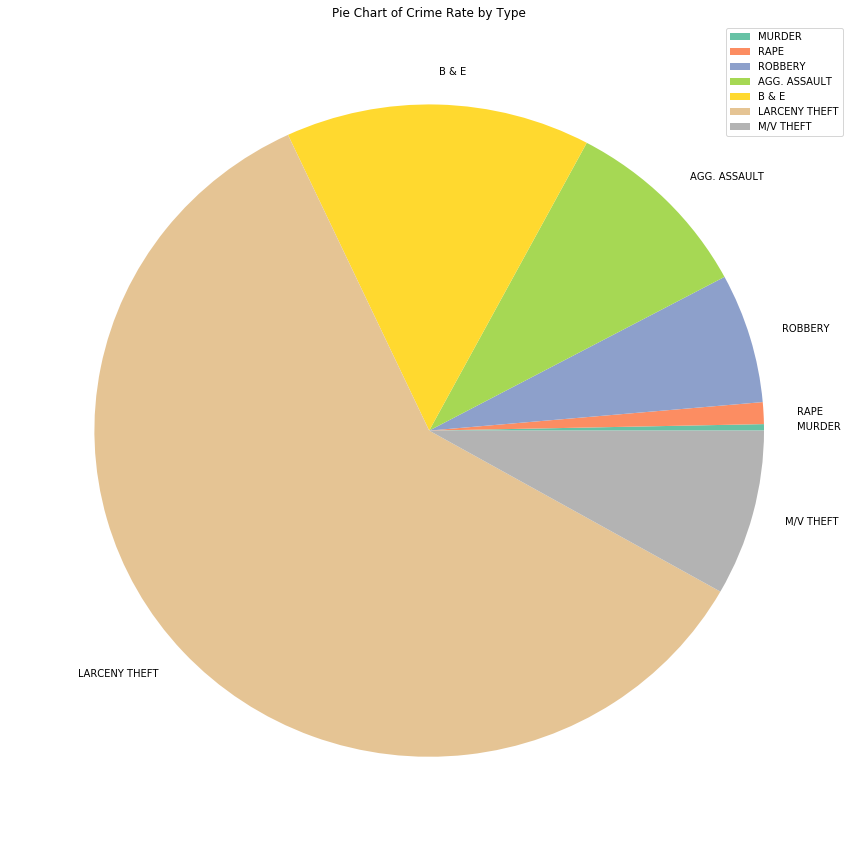 Pie Chart of Crime Rate by Type
MURDER
RAPE
ROBBERY
AGG. ASSAULT
B & E
LARCENY THEFT
M/V THEFT
B & E
AGG. ASSAULT
ROBBERY
RAPE
MURDER
M/V THEFT
LARCENY THEFT